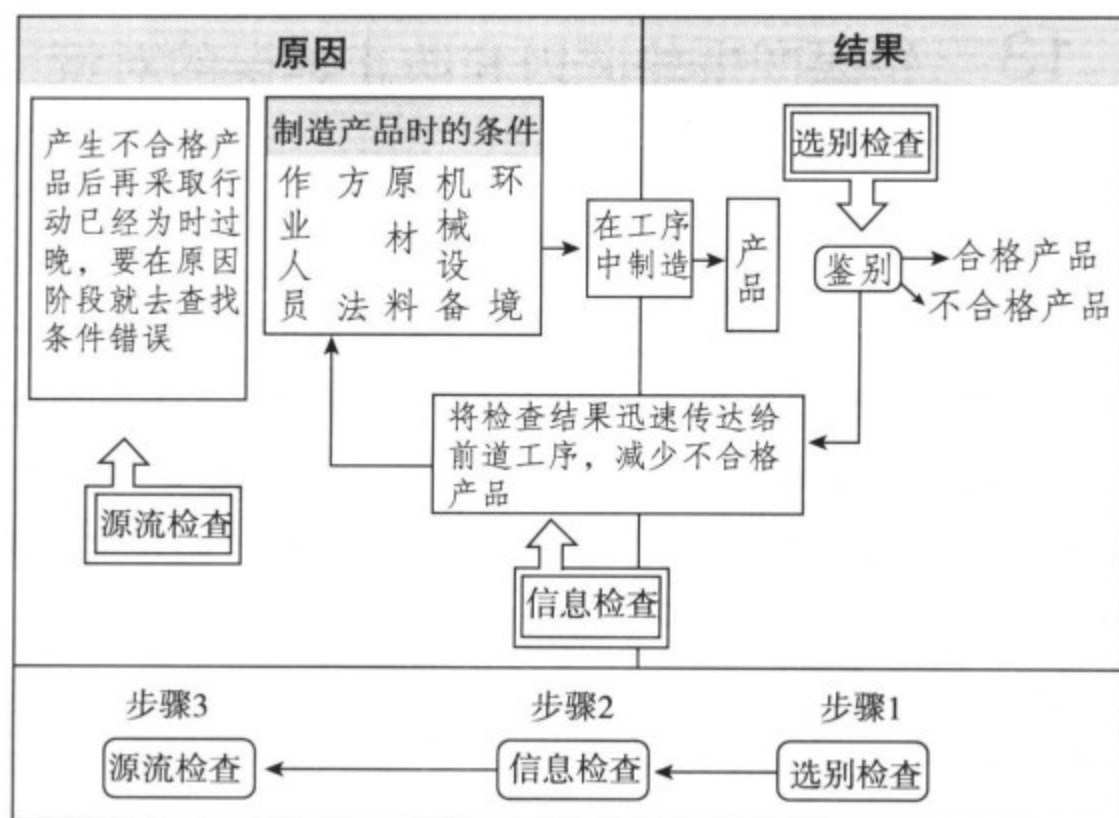 原因
结果
产生不合格产
品后再采取行
动已经为时过
晚，要在原因
阶段就去查找
条件错误
制造产品时的条件
作业人员
方法
原材料
机械设备
环境
在工序
中制造
产品
选别检查
鉴别
合格产品
不合格产品
将检查结果迅速传达给
前道工序，减少不合格
产品
源流检查
信息检查
步骤3
步骤2
步骤1
源流检查
信息检查
选别检查